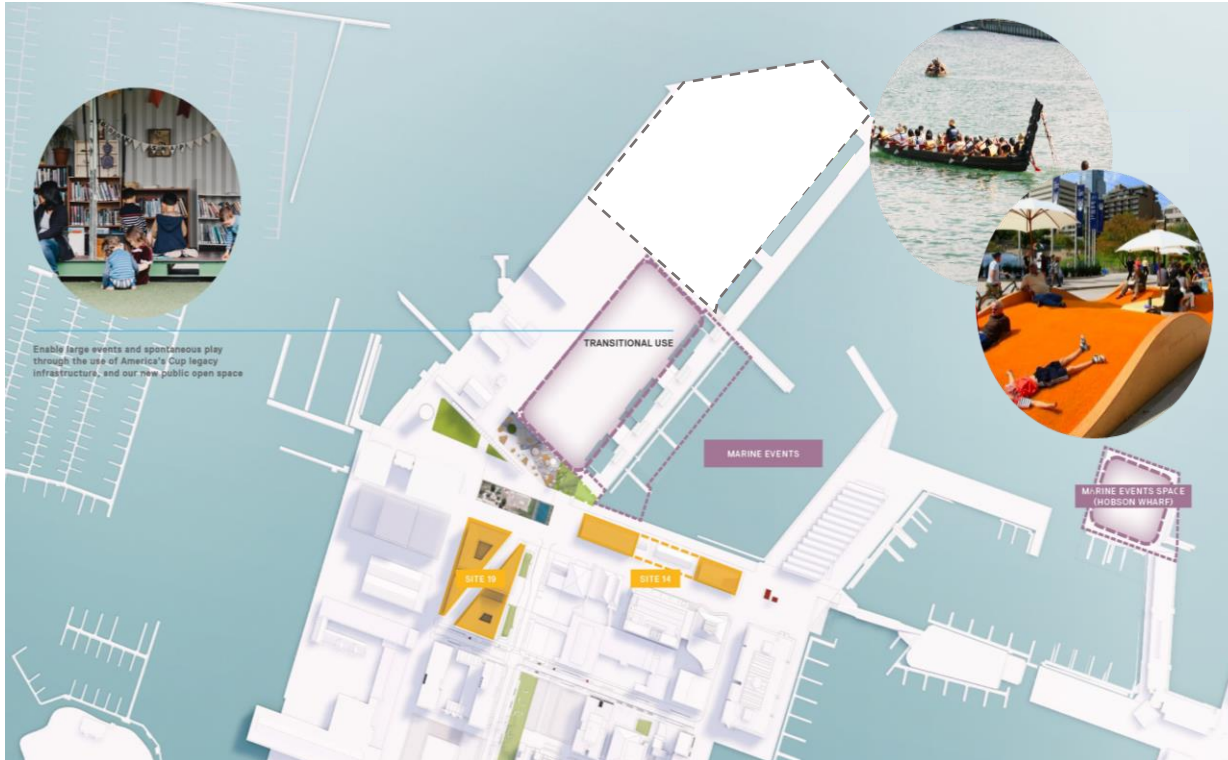 Enable large events and spontaneous play
through the use of America's Cup legacy
infrastructure, and our new public open space
TRANSITIONAL USE
MARINE EVENTS
MARINE EVENTS SPACE
(HOBSON WHARF)
SITE 19
SITE 14